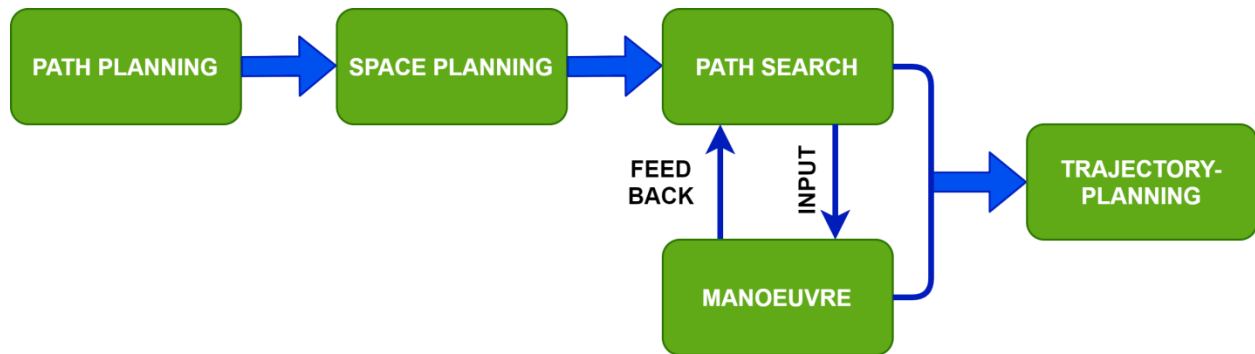 PATH PLANNING
SPACE PLANNING
PATH SEARCH
FEED
BACK
INPUT
MANOEUVRE
TRAJECTORY-
PLANNING